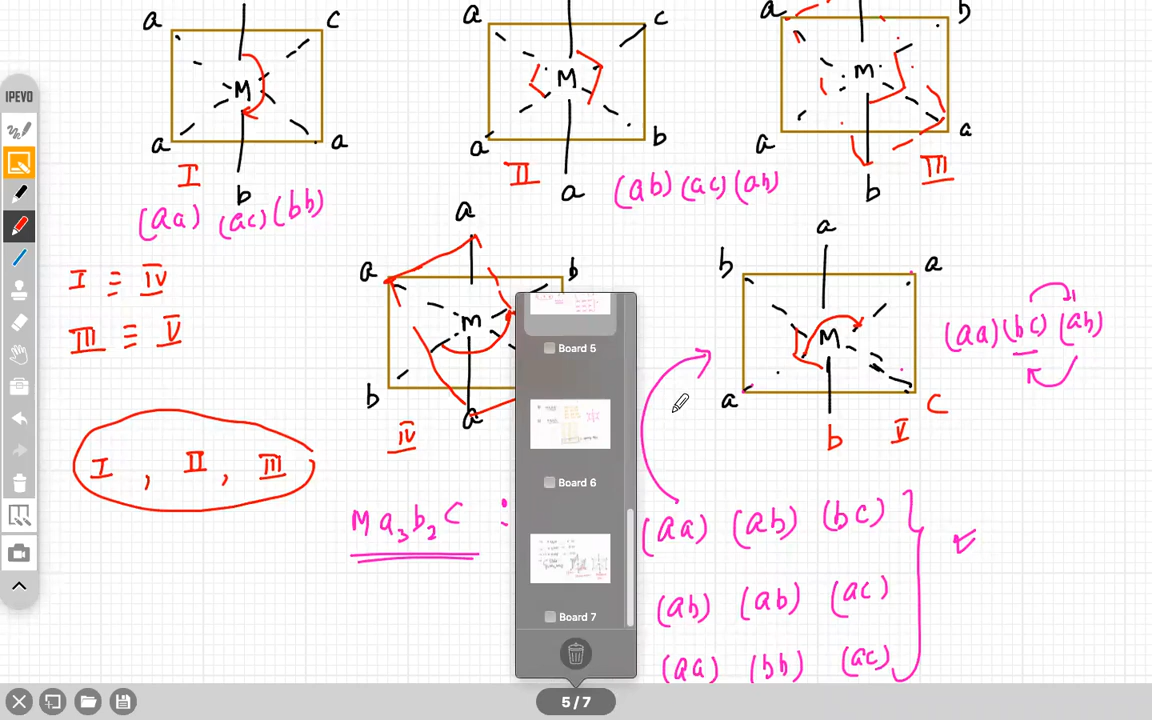 a c a c a b
IPEVO
M M M
a a a b a a
I b II a b III
(aa) (ac) (bb) (ab) (ac) (ab)
a a
I ≡ IV a b b a
M M (aa) (bc) (ab)
III ≡ V
Board 5
b a a c
IV b V
I , II , III
Board 6
Ma₃b₂c : (aa) (ab) (bc)
(ab) (ab) (ac)
Board 7
(aa) (bb) (ac)
5 / 7